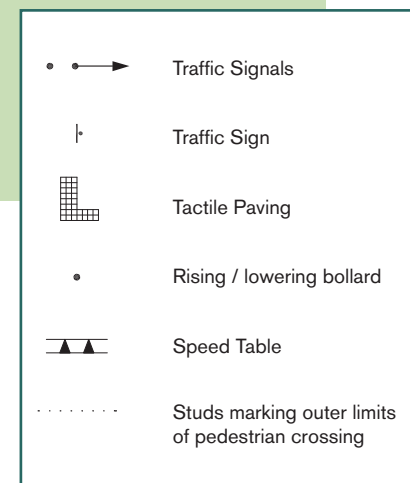 Traffic Signals
Traffic Sign
Tactile Paving
Rising / lowering bollard
Speed Table
Studs marking outer limits
of pedestrian crossing